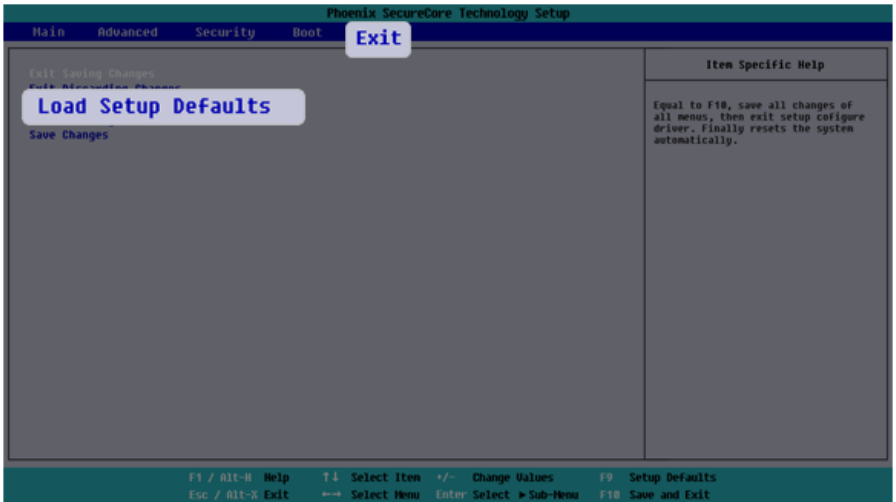 Phoenix SecureCore Technology Setup
Main Advanced Security Boot Exit
Item Specific Help
Exit Saving Changes
Exit Discarding Changes
Load Setup Defaults
Save Changes
Equal to F10, save all changes of
all menus, then exit setup cofigure
driver. Finally resets the system
automatically.
F1 / Alt-H Help ↑↓ Select Item +/- Change Values F9 Setup Defaults
Esc / Alt-X Exit ←→ Select Menu Enter Select ►Sub-Menu F10 Save and Exit